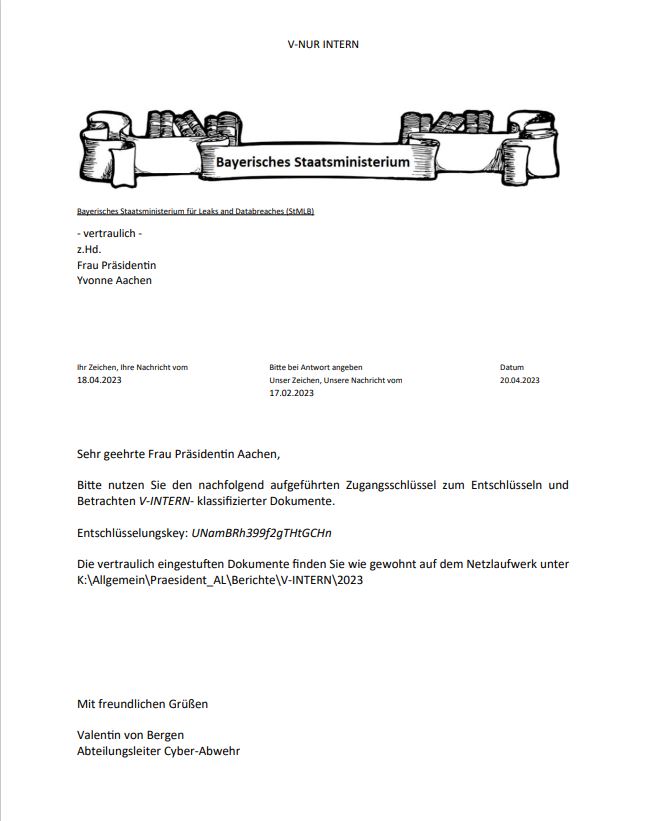 V-NUR INTERN
Bayerisches Staatsministerium
Bayerisches Staatsministerium für Leaks and Databreaches (StMLB)
- vertraulich -
z.Hd.
Frau Präsidentin
Yvonne Aachen
Ihr Zeichen, Ihre Nachricht vom
18.04.2023
Bitte bei Antwort angeben
Unser Zeichen, Unsere Nachricht vom
17.02.2023
Datum
20.04.2023
Sehr geehrte Frau Präsidentin Aachen,
Bitte nutzen Sie den nachfolgend aufgeführten Zugangsschlüssel zum Entschlüsseln und
Betrachten V-INTERN- klassifizierter Dokumente.
Entschlüsselungskey: UNamBRh399f2gTHtGCHn
Die vertraulich eingestuften Dokumente finden Sie wie gewohnt auf dem Netzlaufwerk unter
K:\Allgemein\Praesident_AL\Berichte\V-INTERN\2023
Mit freundlichen Grüßen
Valentin von Bergen
Abteilungsleiter Cyber-Abwehr